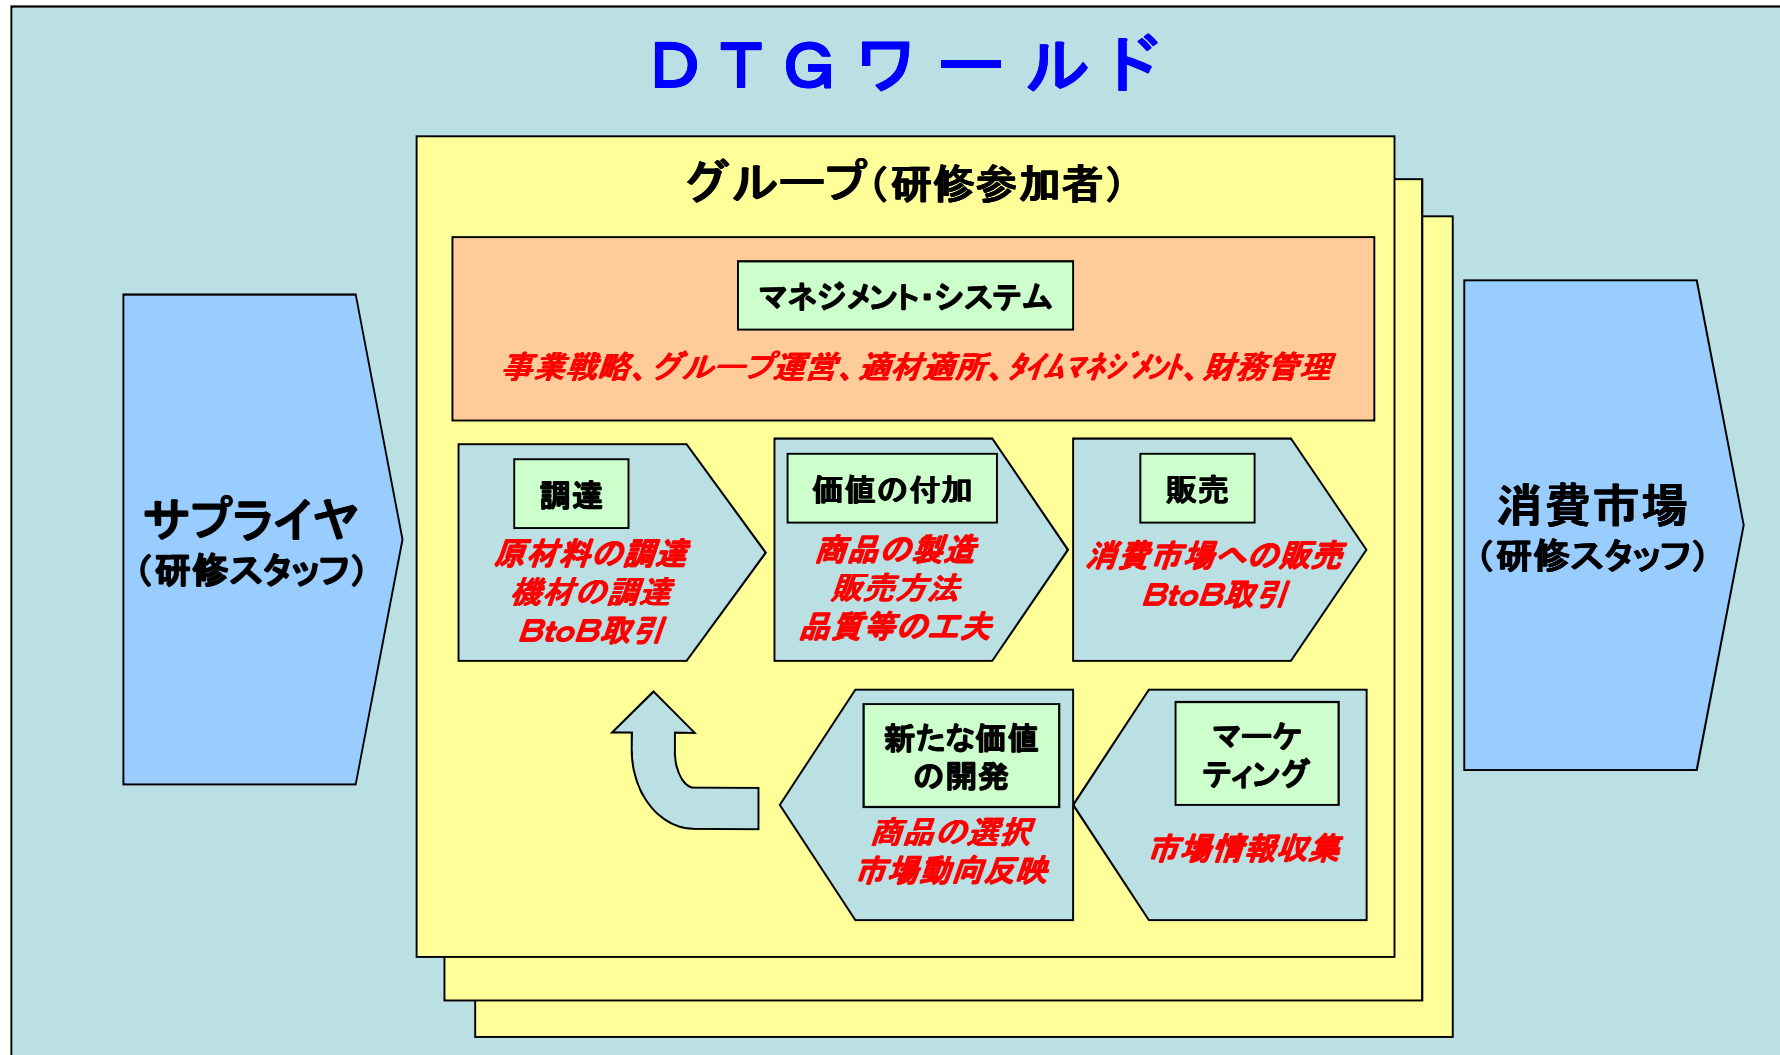 DTGワールド
グループ(研修参加者)
マネジメント・システム
事業戦略、グループ運営、適材適所、ﾀｲﾑﾏﾈｼﾞﾒﾝﾄ、財務管理
サプライヤ
(研修スタッフ)
調達
原材料の調達
機材の調達
BtoB取引
価値の付加
商品の製造
販売方法
品質等の工夫
販売
消費市場への販売
BtoB取引
消費市場
(研修スタッフ)
新たな価値
の開発
商品の選択
市場動向反映
マーケ
ティング
市場情報収集